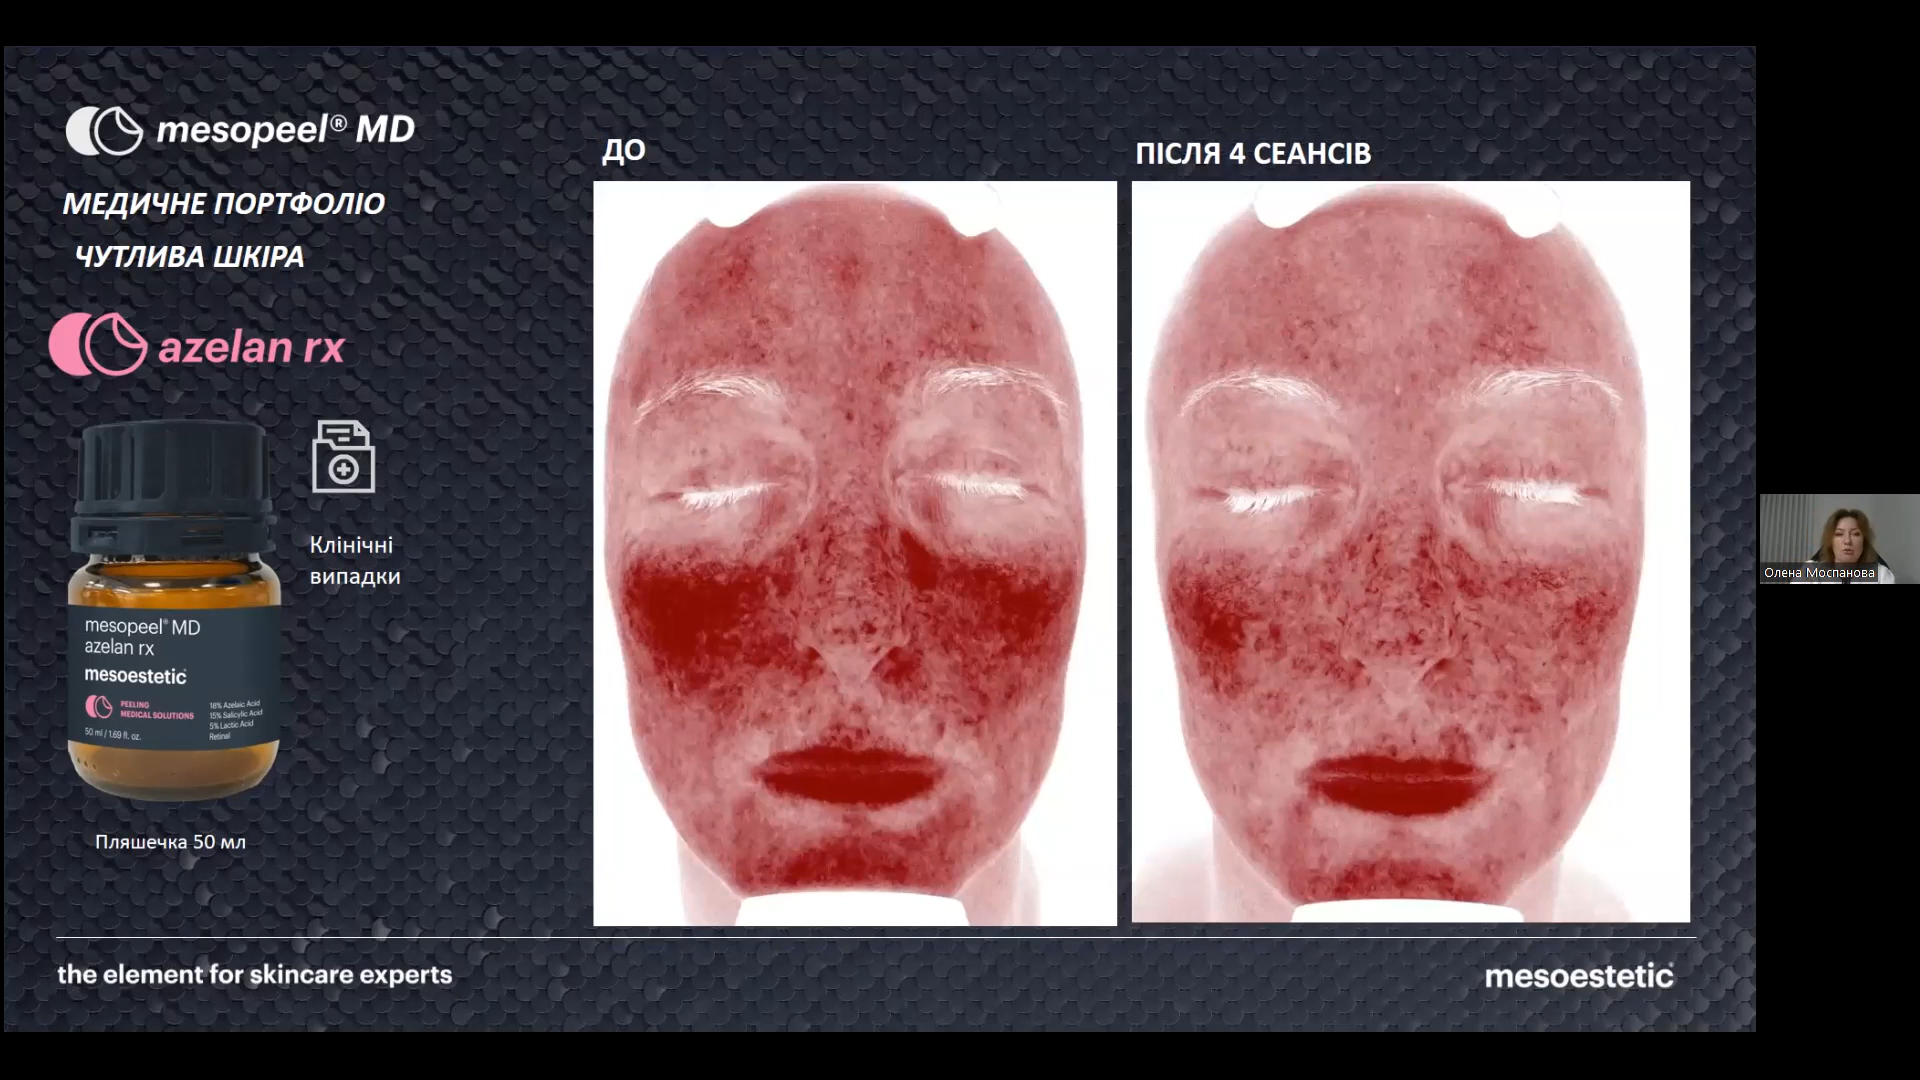 mesopeel® MD
МЕДИЧНЕ ПОРТФОЛІО
ЧУТЛИВА ШКІРА
azelan rx
Клінічні
випадки
mesopeel® MD
azelan rx
mesoestetic
PEELING
MEDICAL SOLUTIONS
50 ml / 1.69 fl. oz.
16% Azelaic Acid
15% Salicylic Acid
5% Lactic Acid
Retinal
Пляшечка 50 мл
ДО
ПІСЛЯ 4 СЕАНСІВ
the element for skincare experts
mesoestetic
Олена Моспанова